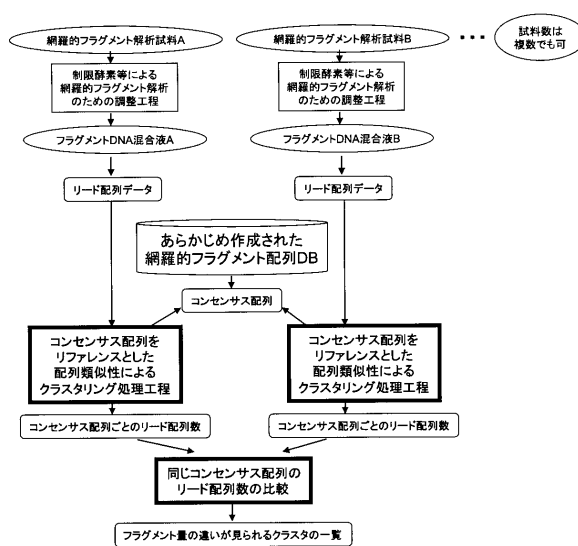 網羅的フラグメント解析試料A
網羅的フラグメント解析試料B
・・・
試料数は
複数でも可
制限酵素等による
網羅的フラグメント解析
のための調整工程
制限酵素等による
網羅的フラグメント解析
のための調整工程
フラグメントDNA混合液A
フラグメントDNA混合液B
リード配列データ
リード配列データ
あらかじめ作成された
網羅的フラグメント配列DB
コンセンサス配列
コンセンサス配列を
リファレンスとした
配列類似性による
クラスタリング処理工程
コンセンサス配列を
リファレンスとした
配列類似性による
クラスタリング処理工程
コンセンサス配列ごとのリード配列数
コンセンサス配列ごとのリード配列数
同じコンセンサス配列の
リード配列数の比較
フラグメント量の違いが見られるクラスタの一覧